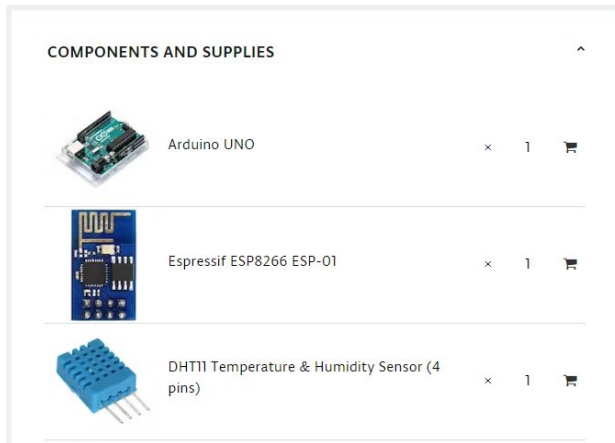 COMPONENTS AND SUPPLIES
Arduino UNO × 1
Espressif ESP8266 ESP-01 × 1
DHT11 Temperature & Humidity Sensor (4
pins) × 1